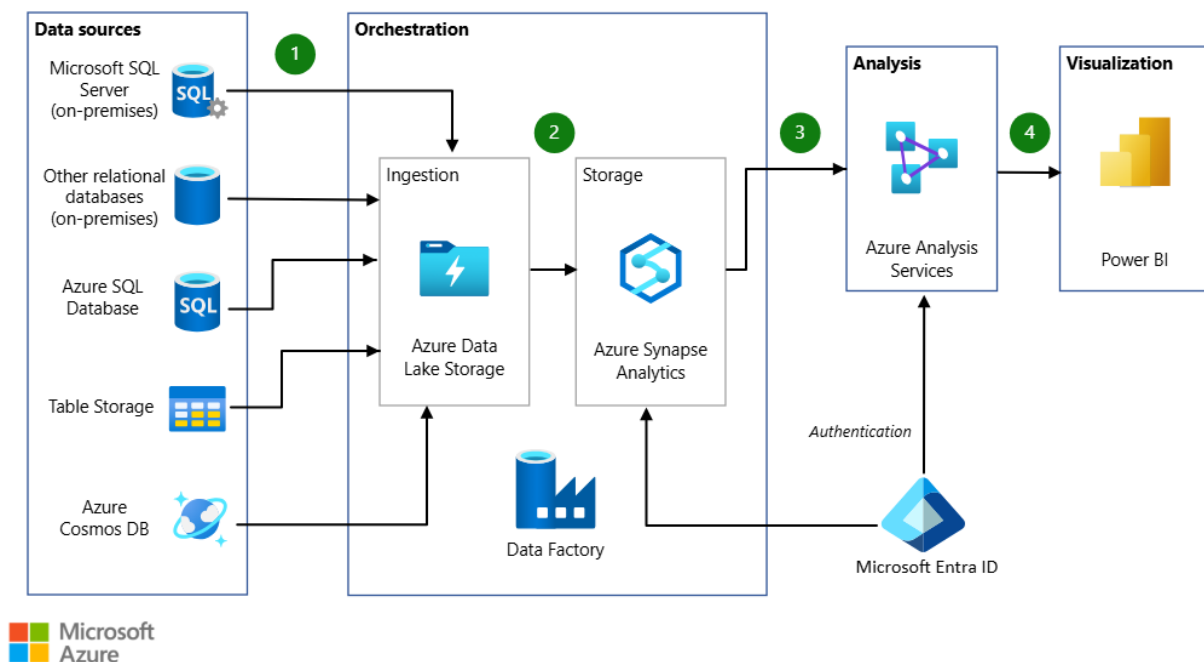 Data sources
Microsoft SQL
Server
(on-premises)
SQL
Other relational
databases
(on-premises)
Azure SQL
Database
SQL
Table Storage
Azure
Cosmos DB
1
Orchestration
2
Ingestion
Azure Data
Lake Storage
Storage
Azure Synapse
Analytics
Data Factory
3
Analysis
Azure Analysis
Services
4
Visualization
Power BI
Authentication
Microsoft Entra ID
Microsoft
Azure